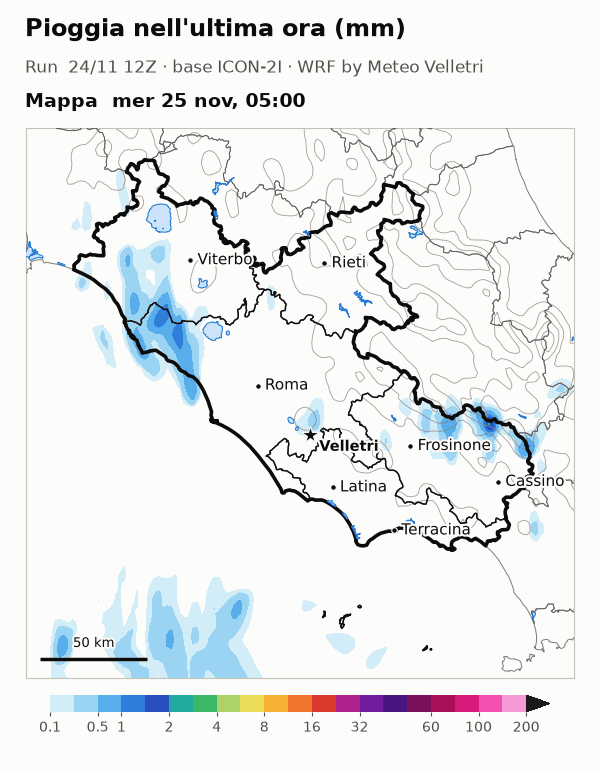 Pioggia nell'ultima ora (mm)
Run  24/11 12Z · base ICON-2I · WRF by Meteo Velletri
Mappa  mer 25 nov, 05:00
Viterbo
Rieti
Roma
Velletri
Frosinone
Latina
Cassino
Terracina
50 km
0.1 0.5 1 2 4 8 16 32 60 100 200